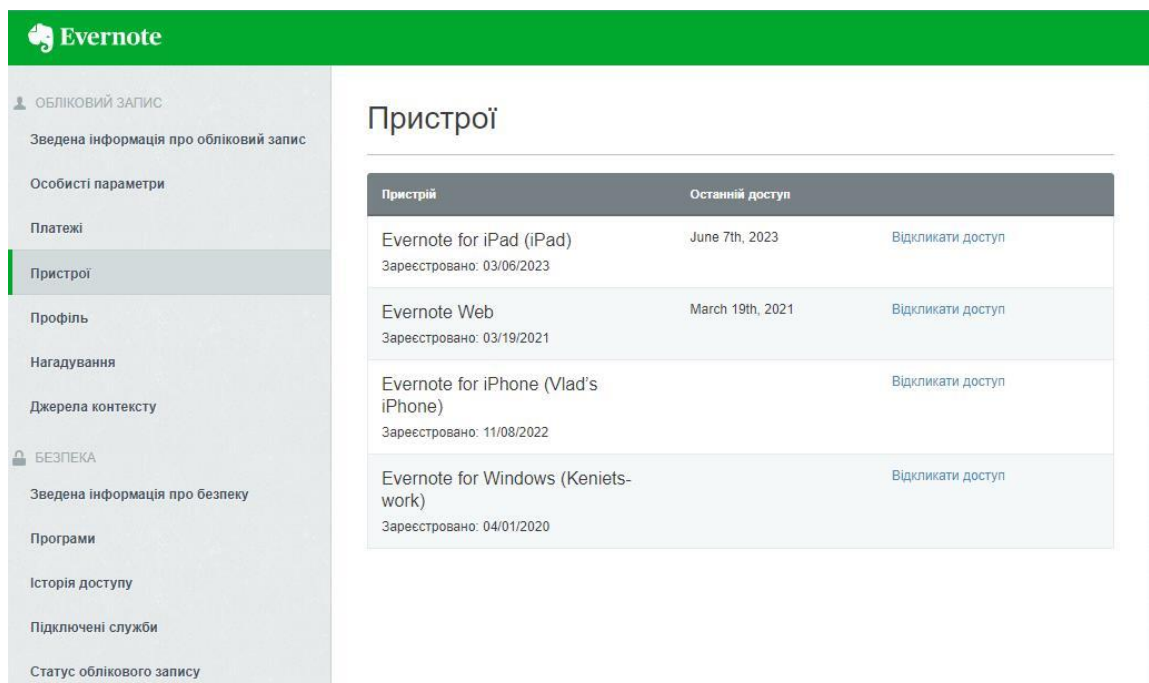 Evernote
ОБЛІКОВИЙ ЗАПИС
Зведена інформація про обліковий запис
Особисті параметри
Платежі
Пристрої
Профіль
Нагадування
Джерела контексту
БЕЗПЕКА
Зведена інформація про безпеку
Програми
Історія доступу
Підключені служби
Статус облікового запису
Пристрої
Пристрій Останній доступ
Evernote for iPad (iPad) June 7th, 2023 Відкликати доступ
Зареєстровано: 03/06/2023
Evernote Web March 19th, 2021 Відкликати доступ
Зареєстровано: 03/19/2021
Evernote for iPhone (Vlad's Відкликати доступ
iPhone)
Зареєстровано: 11/08/2022
Evernote for Windows (Keniets- Відкликати доступ
work)
Зареєстровано: 04/01/2020